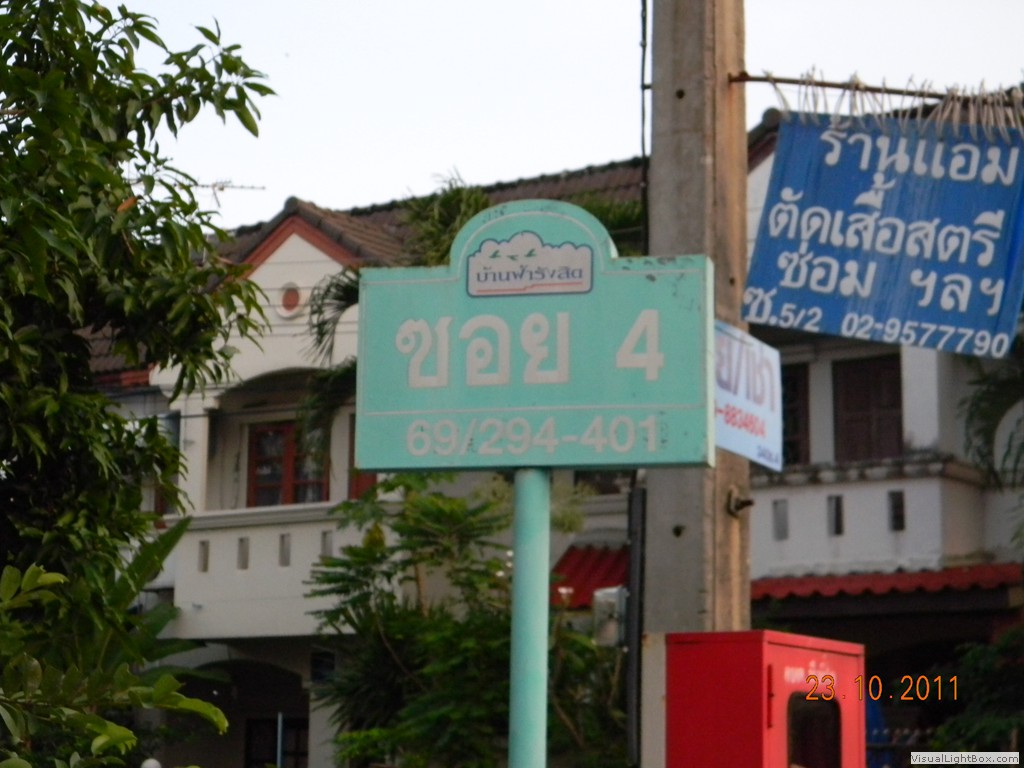 บ้านฟ้ารังสิต
ซอย 4
69/294-401
ร้านแอม
ตัดเสื้อสตรี
ซ่อม ฯลฯ
ซ.5/2 02-9577790
-8834804
23.10.2011
VisualLightBox.com